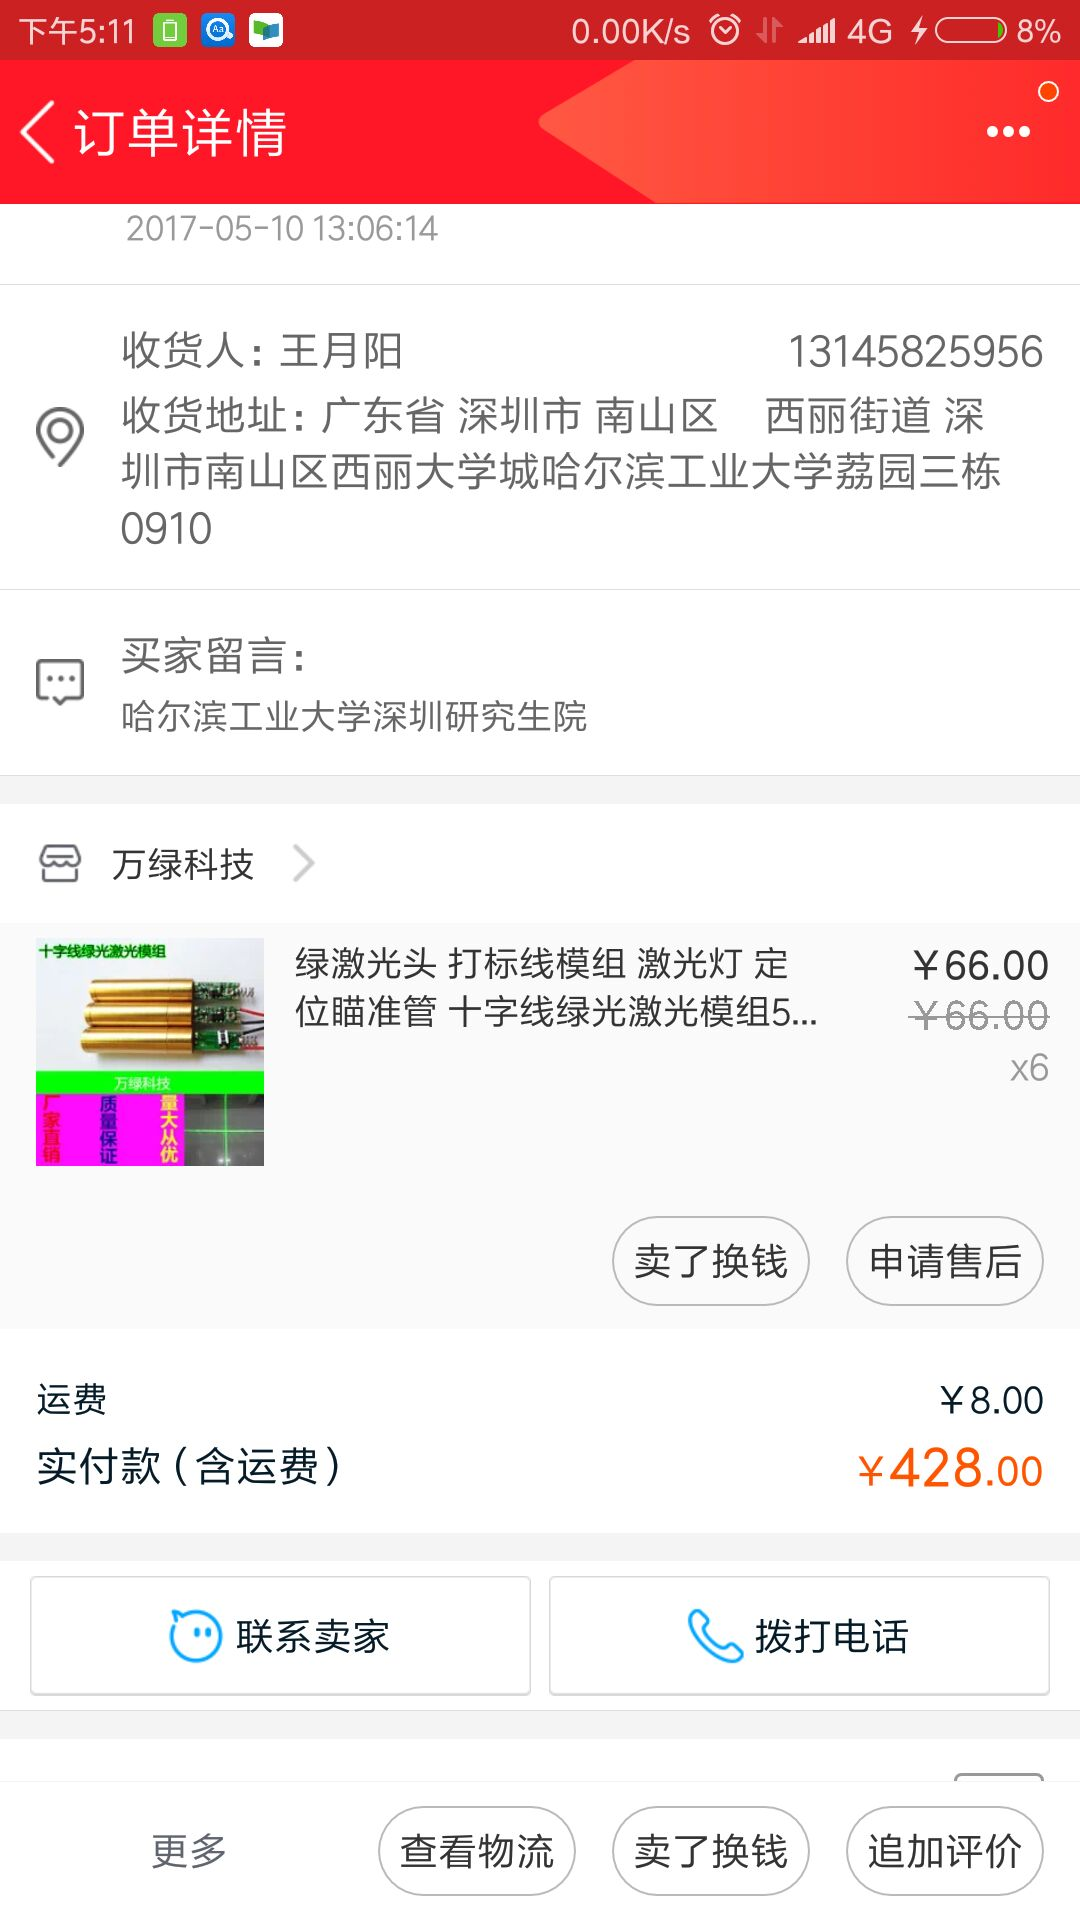 下午5:11
0.00K/s
4G
8%
订单详情
2017-05-10 13:06:14
收货人：王月阳
13145825956
收货地址：广东省 深圳市 南山区 西丽街道 深
圳市南山区西丽大学城哈尔滨工业大学荔园三栋
0910
买家留言：
哈尔滨工业大学深圳研究生院
万绿科技
十字线绿光激光模组
万绿科技
厂家直销
质量保证
量大从优
绿激光头 打标线模组 激光灯 定
位瞄准管 十字线绿光激光模组5...
￥66.00
￥66.00
x6
卖了换钱
申请售后
运费
￥8.00
实付款（含运费）
￥428.00
联系卖家
拨打电话
更多
查看物流
卖了换钱
追加评价